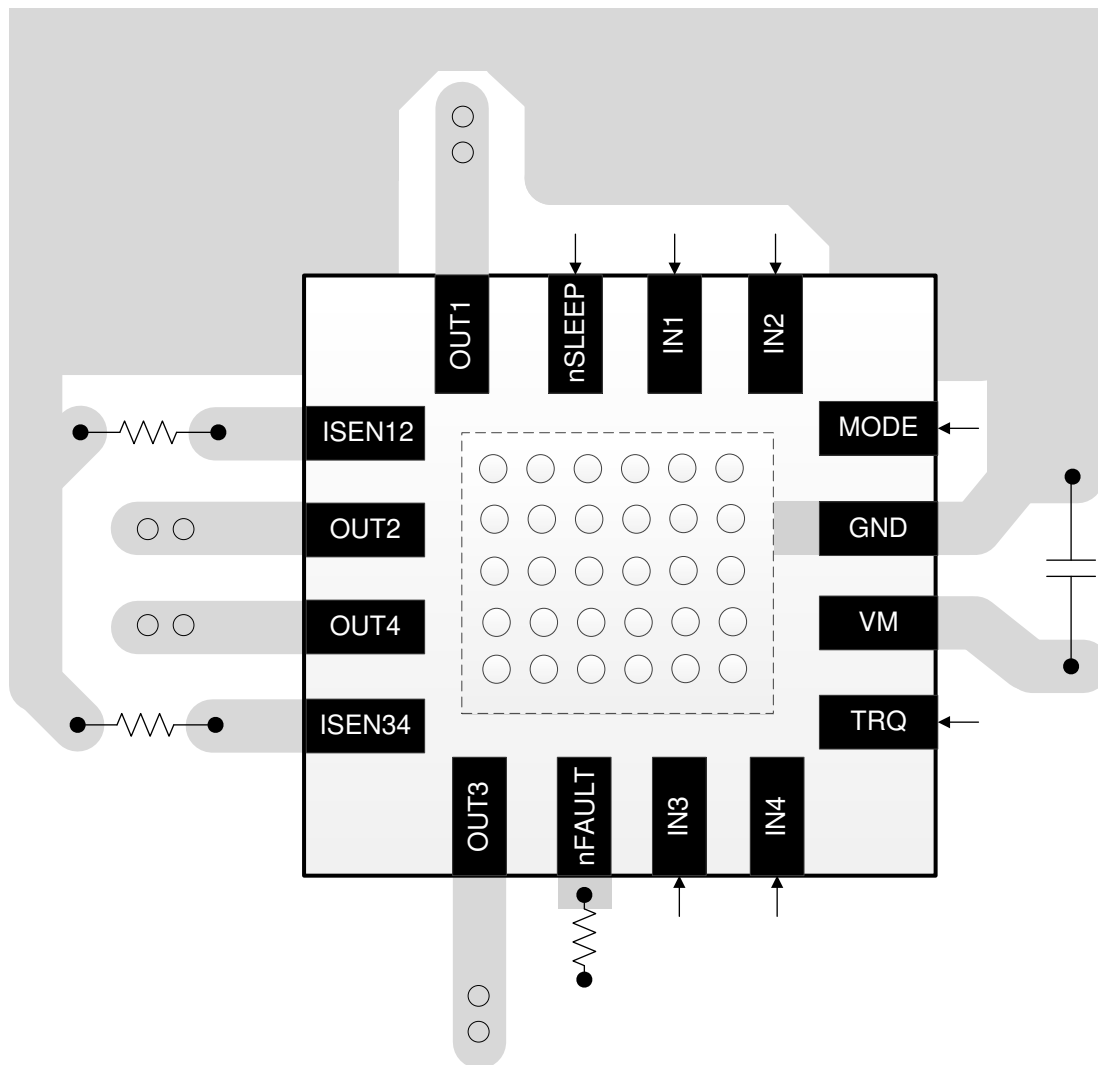 OUT1
nSLEEP
IN1
IN2
ISEN12
MODE
OUT2
GND
OUT4
VM
ISEN34
TRQ
OUT3
nFAULT
IN3
IN4